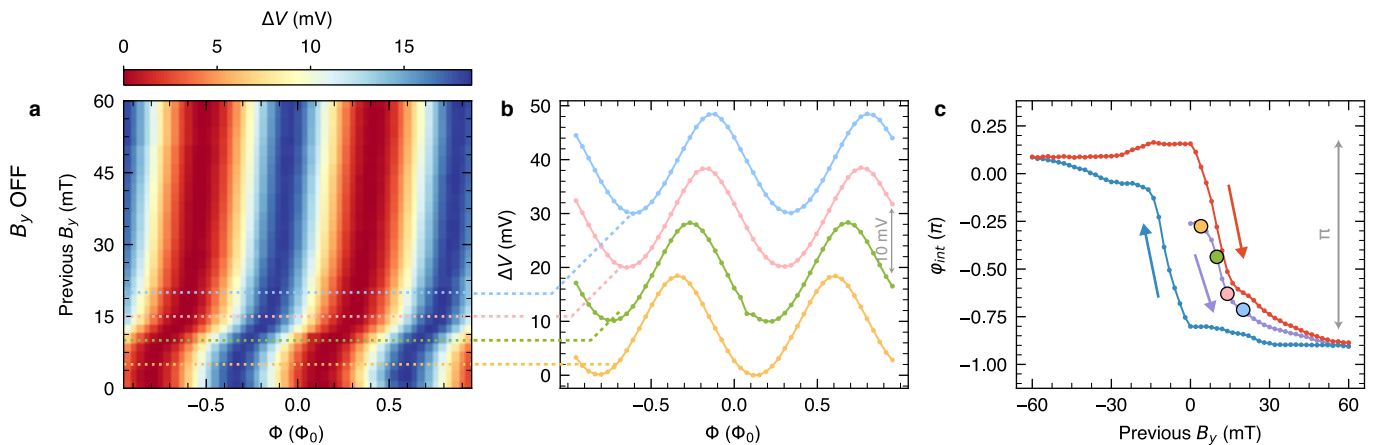 ΔV (mV)
0 5 10 15
a
B_y OFF
Previous B_y (mT)
60
45
30
15
0
−0.5 0.0 0.5
Φ (Φ₀)
b
ΔV (mV)
50
40
30
20
10
0
10 mV
−0.5 0.0 0.5
Φ (Φ₀)
c
φ_int (π)
0.25
0.00
−0.25
−0.50
−0.75
−1.00
π
−60 −30 0 30 60
Previous B_y (mT)